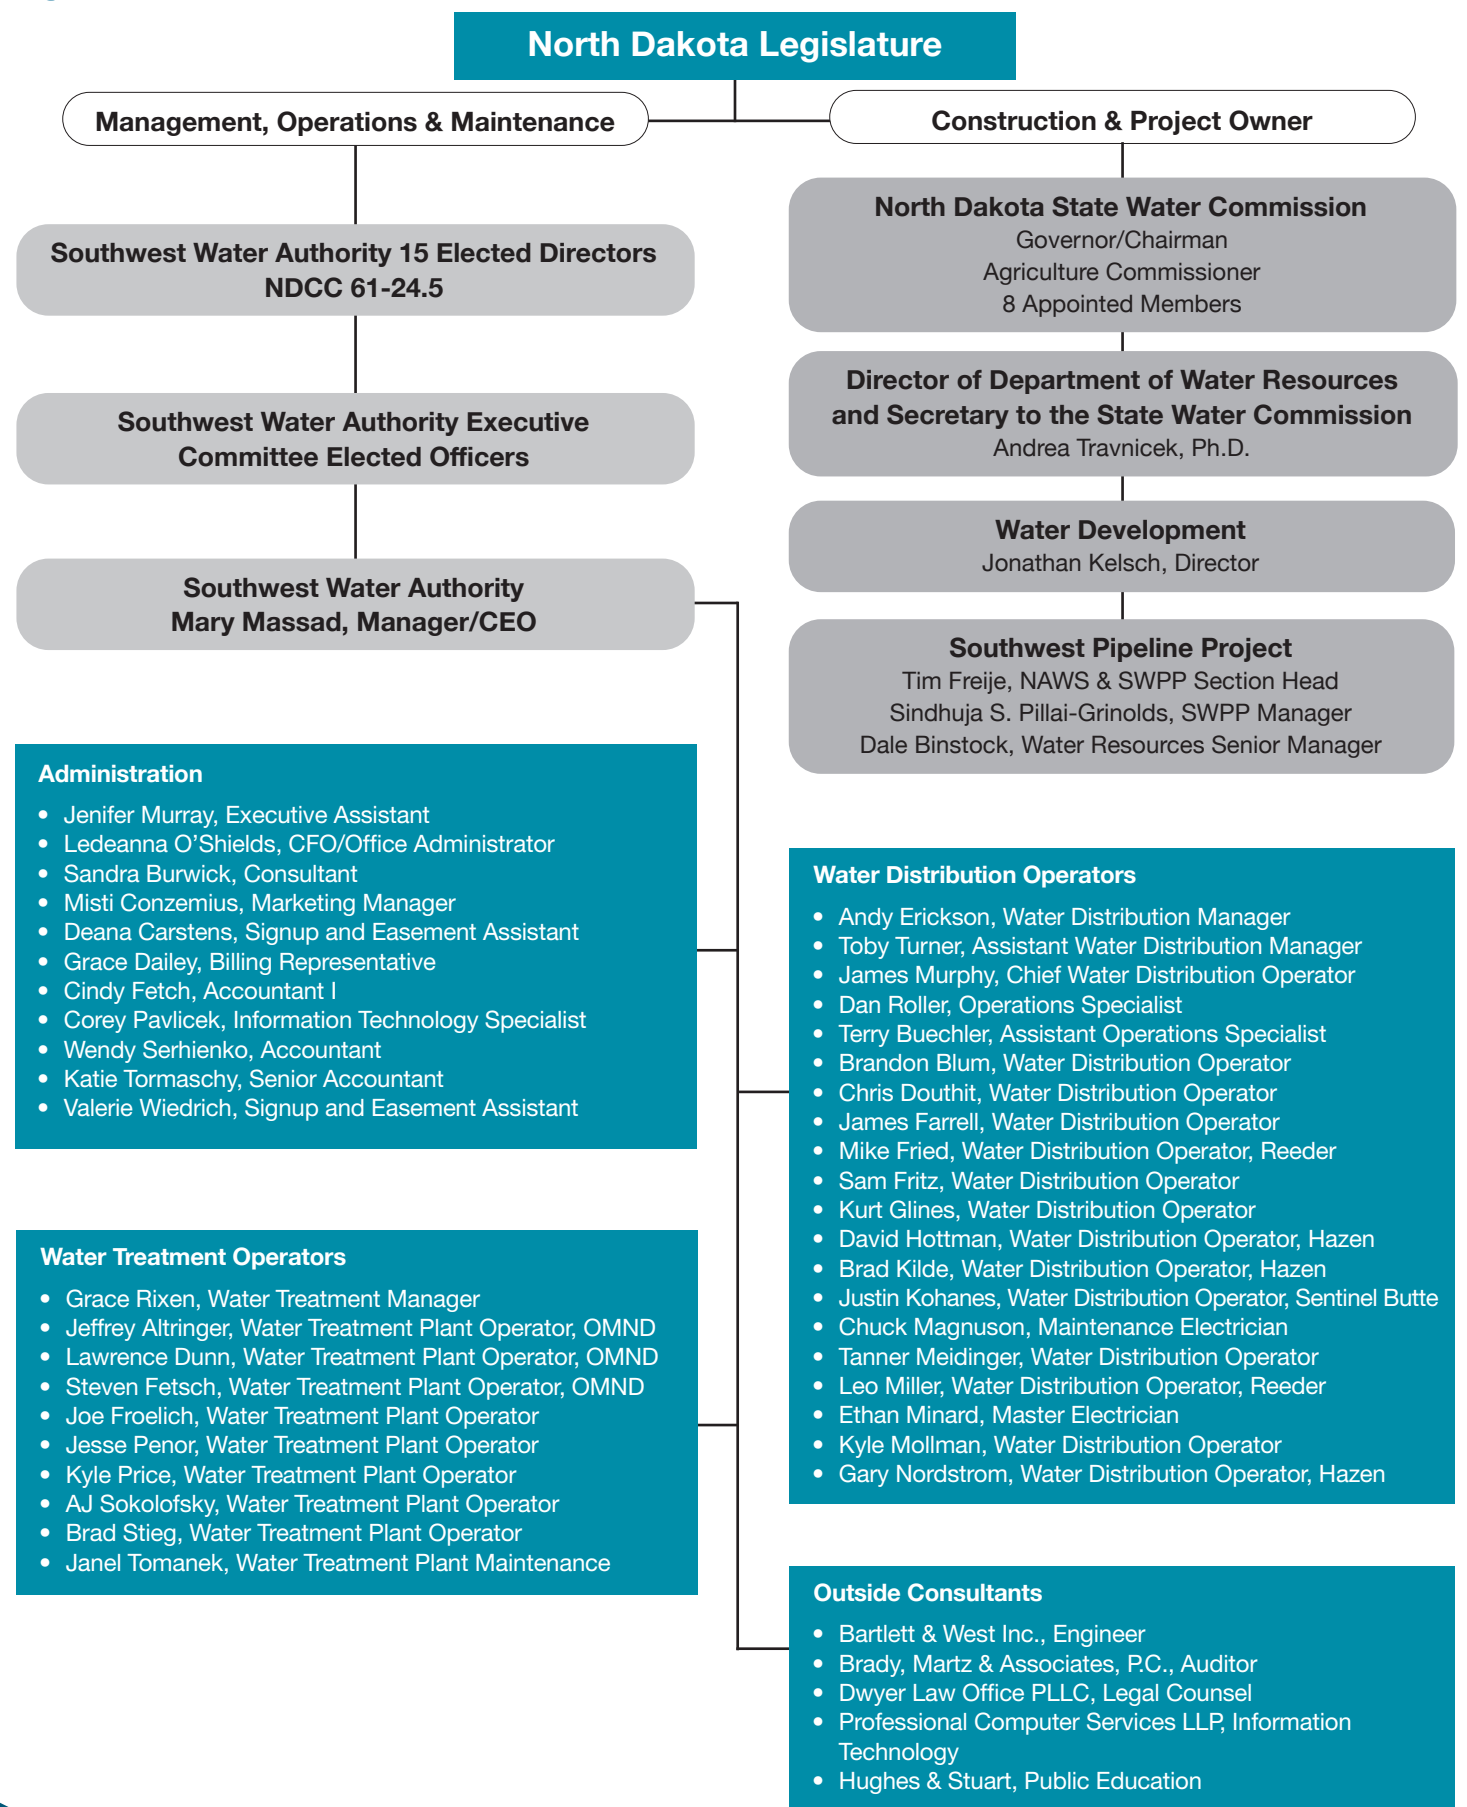 North Dakota Legislature
Management, Operations & Maintenance
Southwest Water Authority 15 Elected Directors
NDCC 61-24.5
Southwest Water Authority Executive
Committee Elected Officers
Southwest Water Authority
Mary Massad, Manager/CEO
Construction & Project Owner
North Dakota State Water Commission
Governor/Chairman
Agriculture Commissioner
8 Appointed Members
Director of Department of Water Resources
and Secretary to the State Water Commission
Andrea Travnicek, Ph.D.
Water Development
Jonathan Kelsch, Director
Southwest Pipeline Project
Tim Freije, NAWS & SWPP Section Head
Sindhuja S. Pillai-Grinolds, SWPP Manager
Dale Binstock, Water Resources Senior Manager
Administration
• Jenifer Murray, Executive Assistant
• Ledeanna O'Shields, CFO/Office Administrator
• Sandra Burwick, Consultant
• Misti Conzemius, Marketing Manager
• Deana Carstens, Signup and Easement Assistant
• Grace Dailey, Billing Representative
• Cindy Fetch, Accountant I
• Corey Pavlicek, Information Technology Specialist
• Wendy Serhienko, Accountant
• Katie Tormaschy, Senior Accountant
• Valerie Wiedrich, Signup and Easement Assistant
Water Treatment Operators
• Grace Rixen, Water Treatment Manager
• Jeffrey Altringer, Water Treatment Plant Operator, OMND
• Lawrence Dunn, Water Treatment Plant Operator, OMND
• Steven Fetsch, Water Treatment Plant Operator, OMND
• Joe Froelich, Water Treatment Plant Operator
• Jesse Penor, Water Treatment Plant Operator
• Kyle Price, Water Treatment Plant Operator
• AJ Sokolofsky, Water Treatment Plant Operator
• Brad Stieg, Water Treatment Plant Operator
• Janel Tomanek, Water Treatment Plant Maintenance
Water Distribution Operators
• Andy Erickson, Water Distribution Manager
• Toby Turner, Assistant Water Distribution Manager
• James Murphy, Chief Water Distribution Operator
• Dan Roller, Operations Specialist
• Terry Buechler, Assistant Operations Specialist
• Brandon Blum, Water Distribution Operator
• Chris Douthit, Water Distribution Operator
• James Farrell, Water Distribution Operator
• Mike Fried, Water Distribution Operator, Reeder
• Sam Fritz, Water Distribution Operator
• Kurt Glines, Water Distribution Operator
• David Hottman, Water Distribution Operator, Hazen
• Brad Kilde, Water Distribution Operator, Hazen
• Justin Kohanes, Water Distribution Operator, Sentinel Butte
• Chuck Magnuson, Maintenance Electrician
• Tanner Meidinger, Water Distribution Operator
• Leo Miller, Water Distribution Operator, Reeder
• Ethan Minard, Master Electrician
• Kyle Mollman, Water Distribution Operator
• Gary Nordstrom, Water Distribution Operator, Hazen
Outside Consultants
• Bartlett & West Inc., Engineer
• Brady, Martz & Associates, P.C., Auditor
• Dwyer Law Office PLLC, Legal Counsel
• Professional Computer Services LLP, Information
Technology
• Hughes & Stuart, Public Education